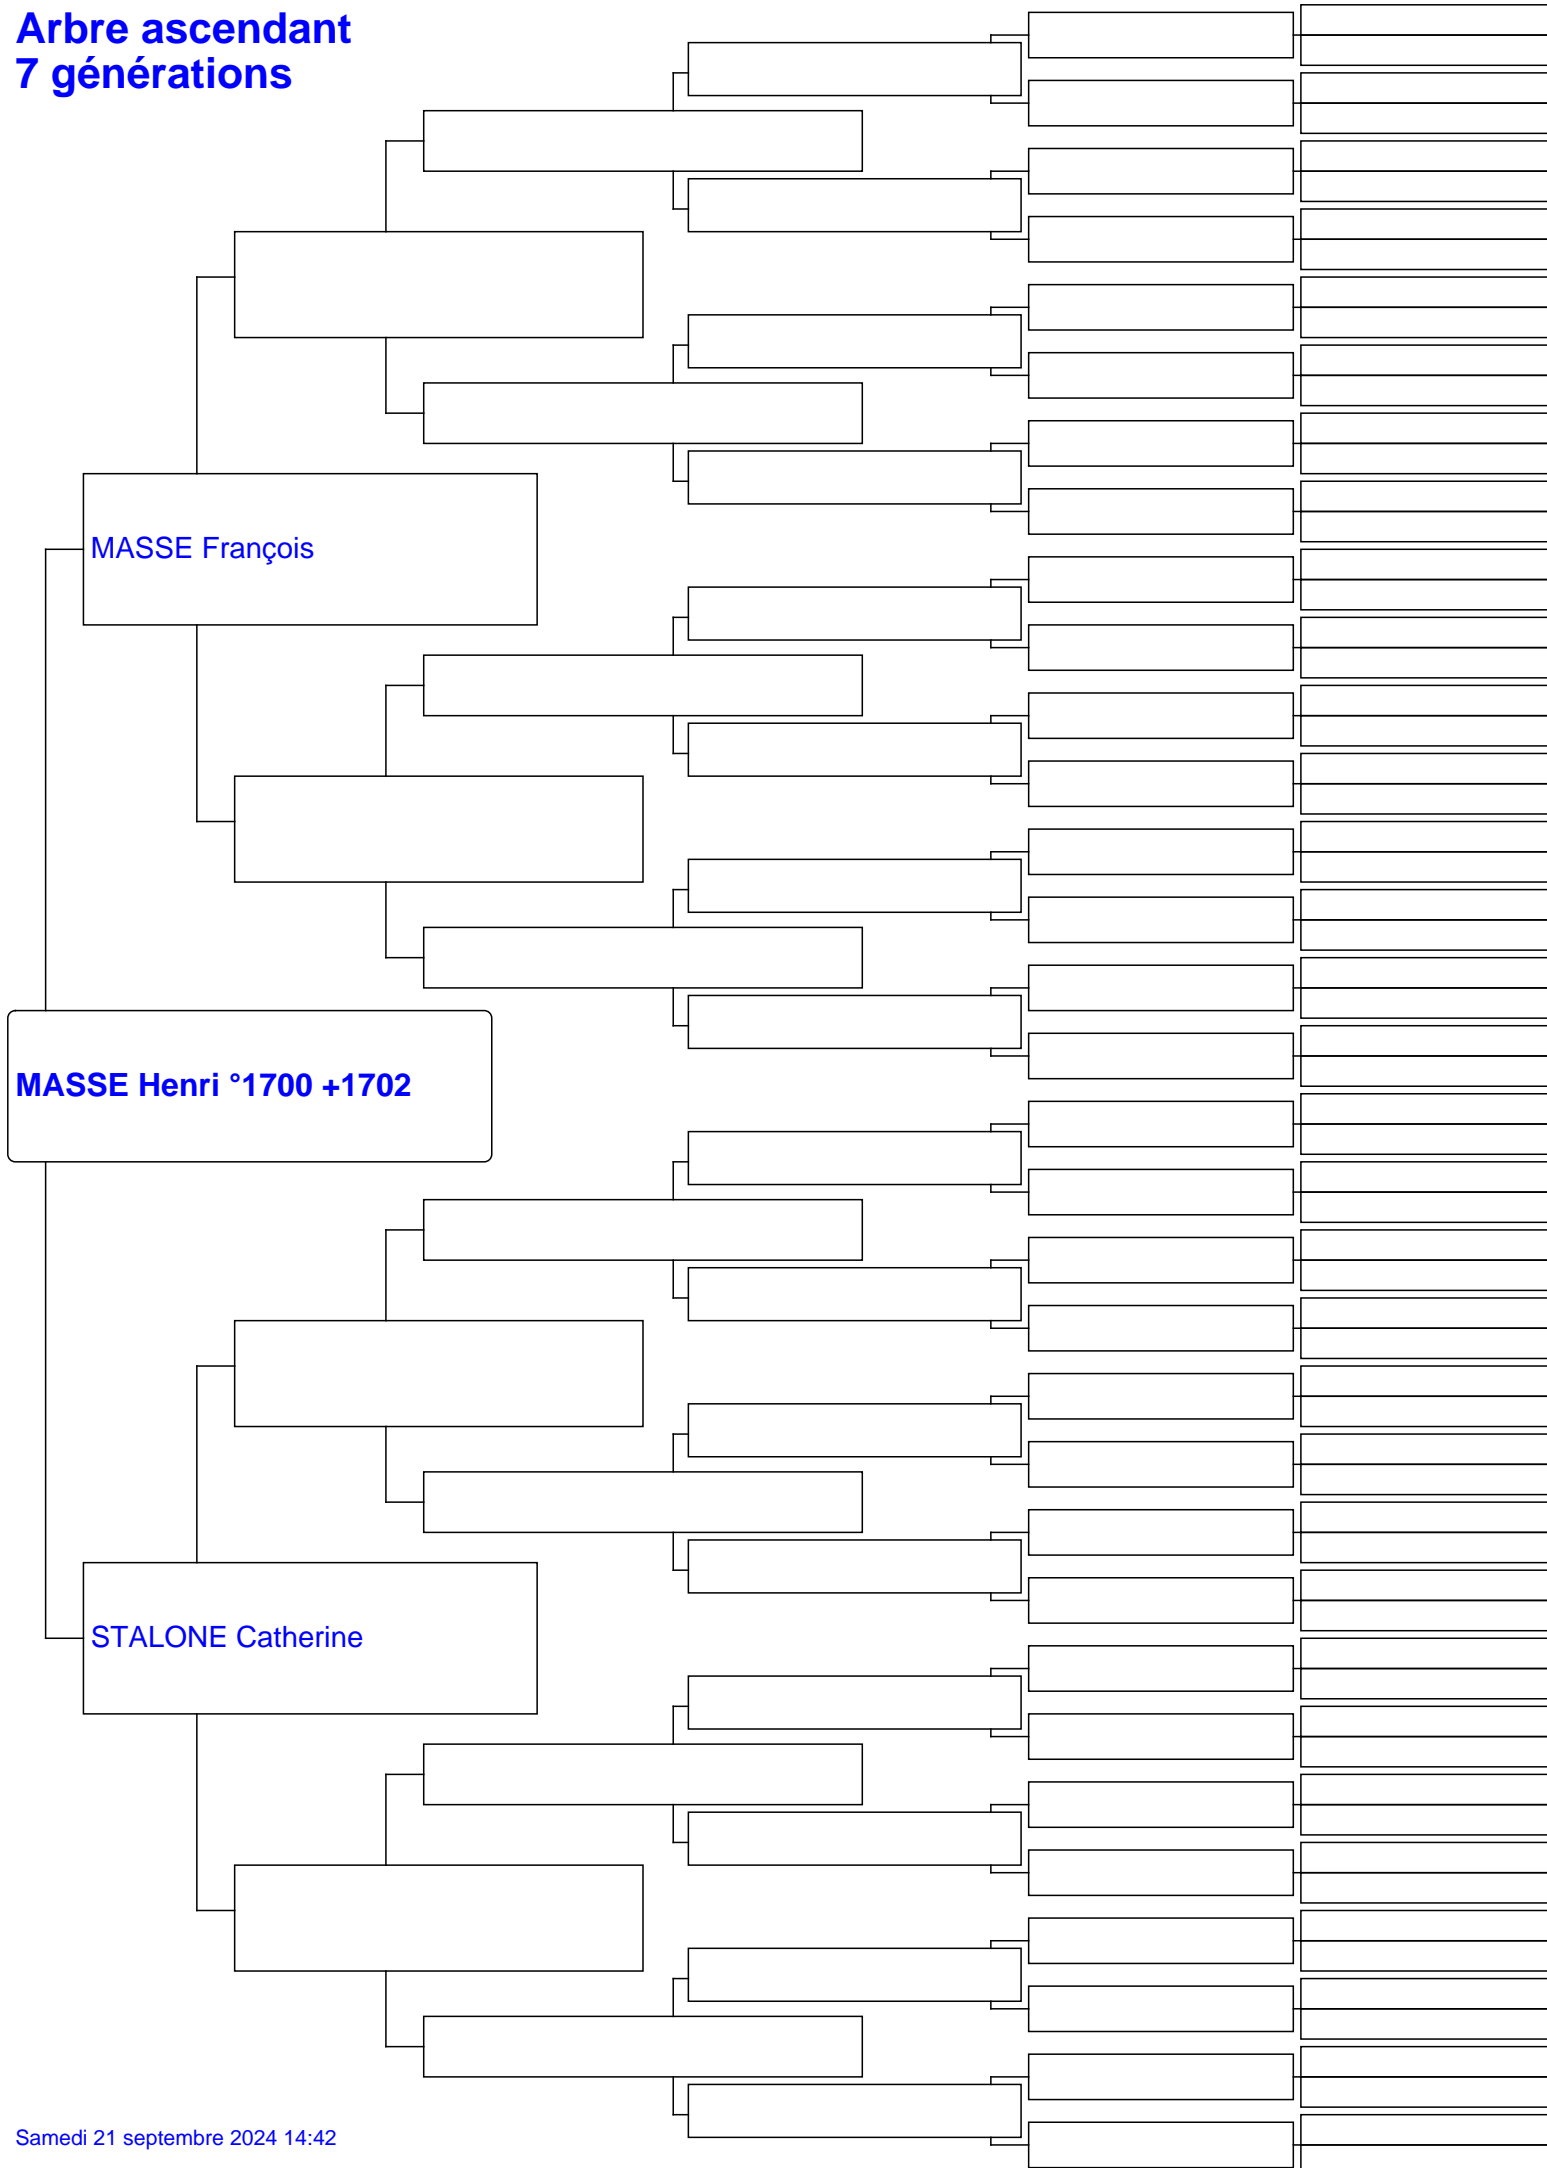 Arbre ascendant
7 générations
MASSE François
MASSE Henri °1700 +1702
STALONE Catherine
Samedi 21 septembre 2024 14:42